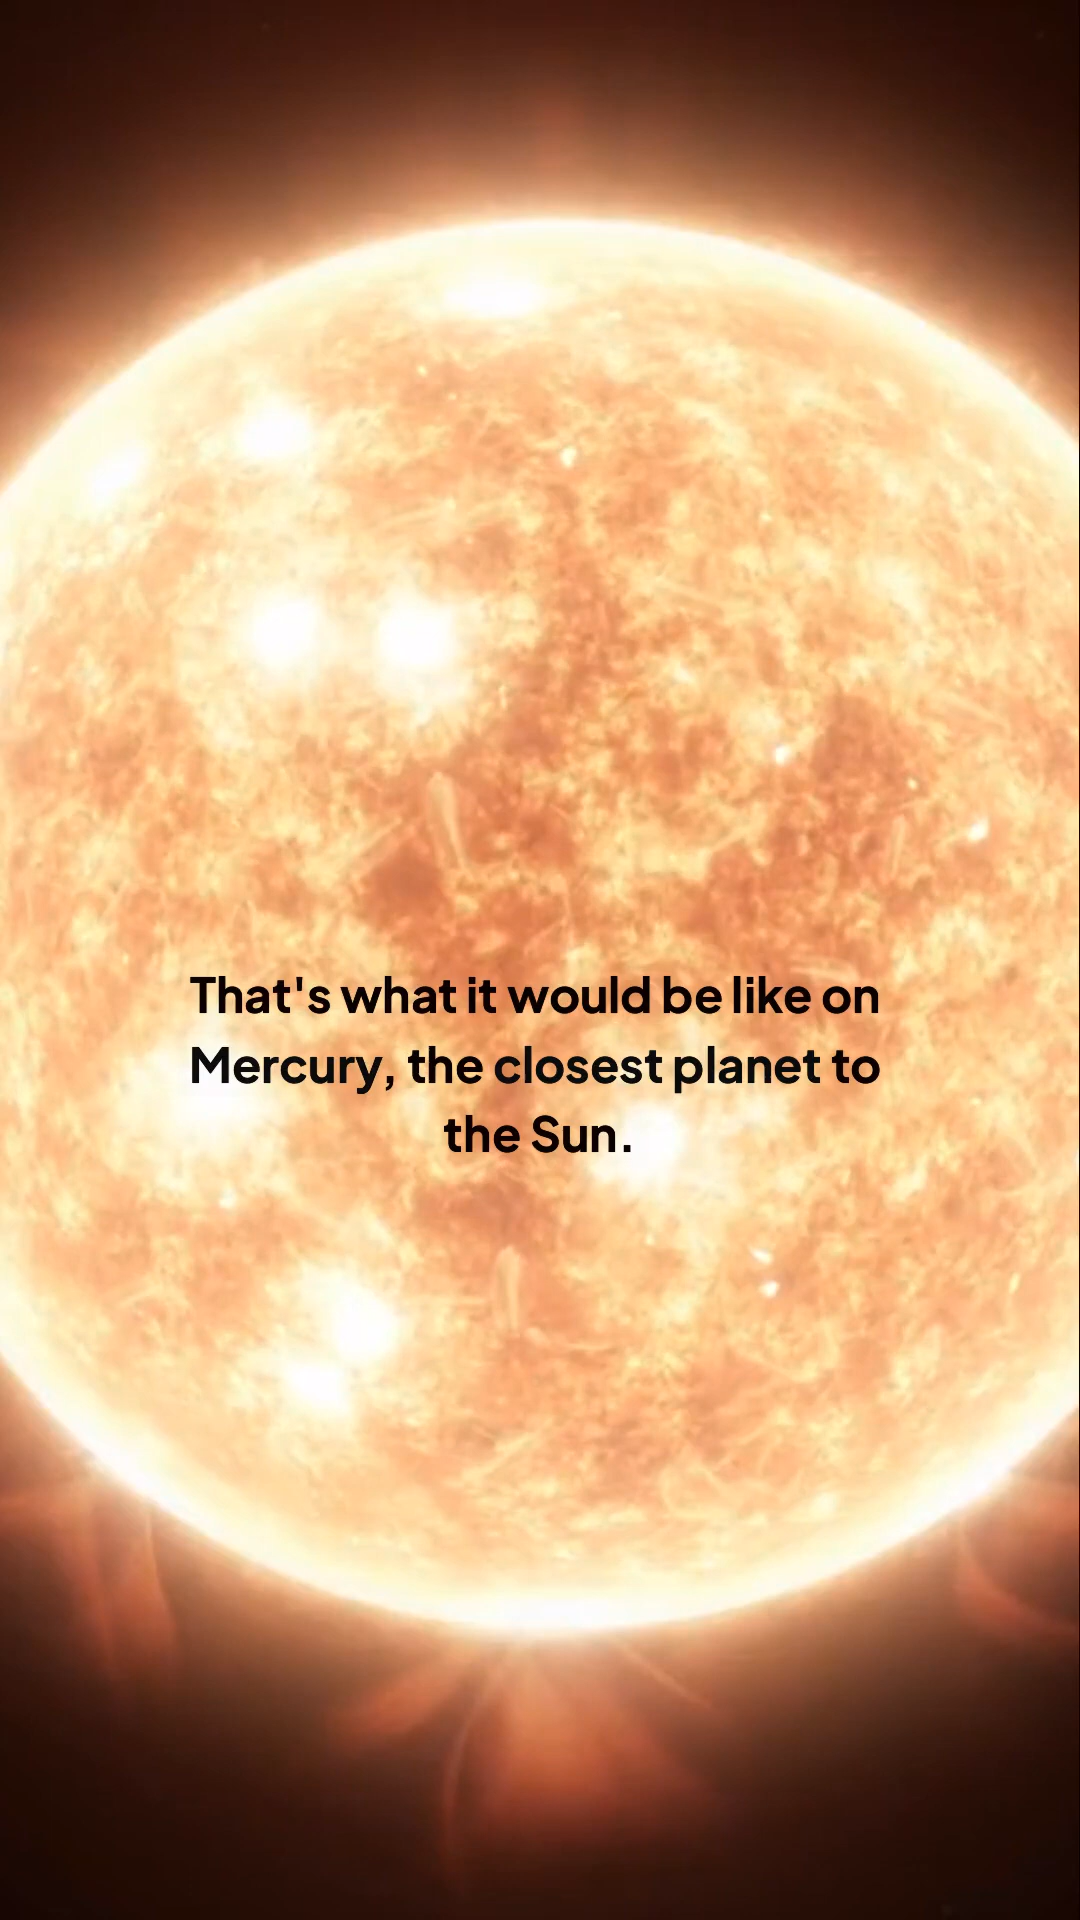 That's what it would be like on
Mercury, the closest planet to
the Sun.